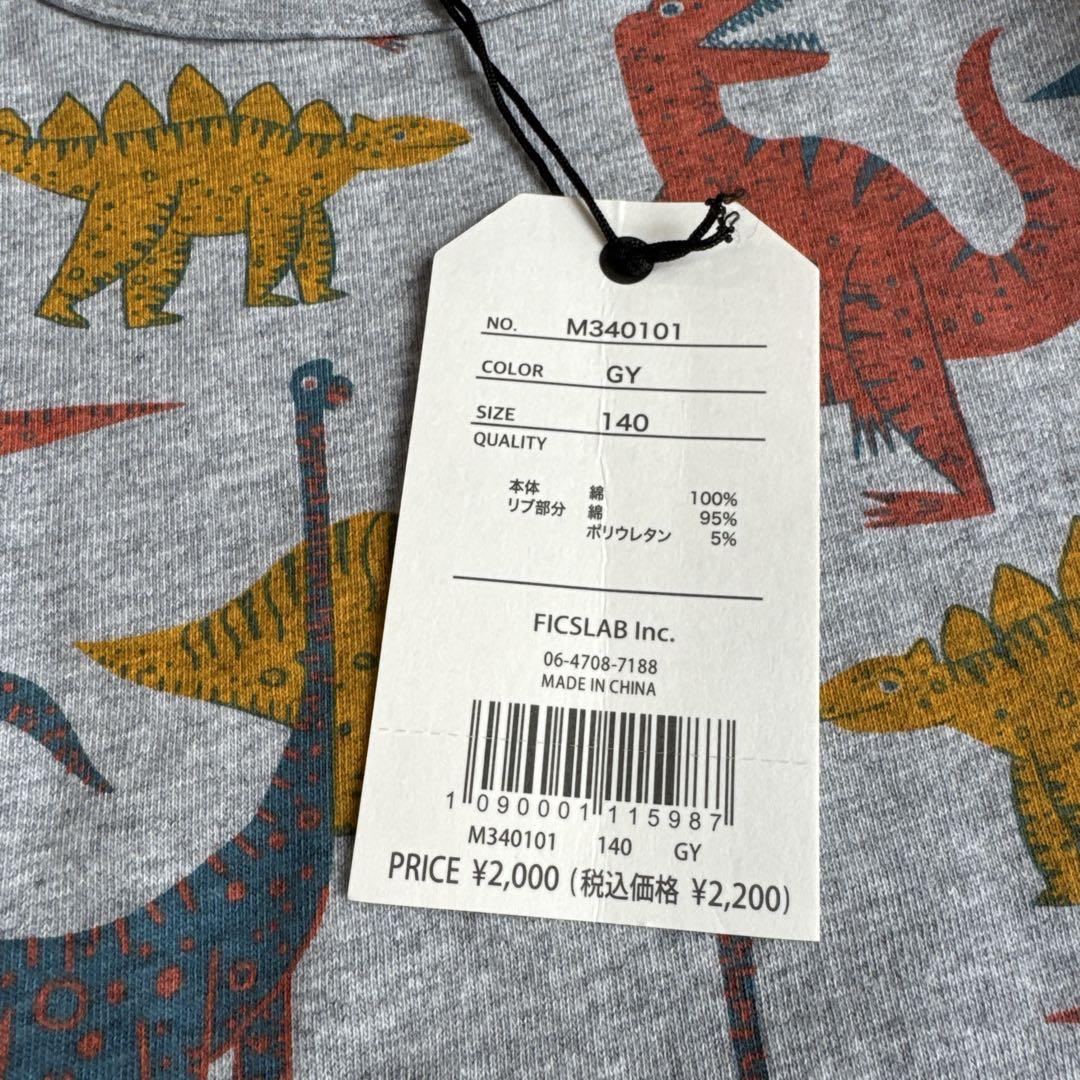 NO. M340101
COLOR GY
SIZE 140
QUALITY
本体 綿 100%
リブ部分 綿 95%
ポリウレタン 5%
FICSLAB Inc.
06-4708-7188
MADE IN CHINA
1 090001 115987
M340101 140 GY
PRICE ¥2,000 (税込価格 ¥2,200)